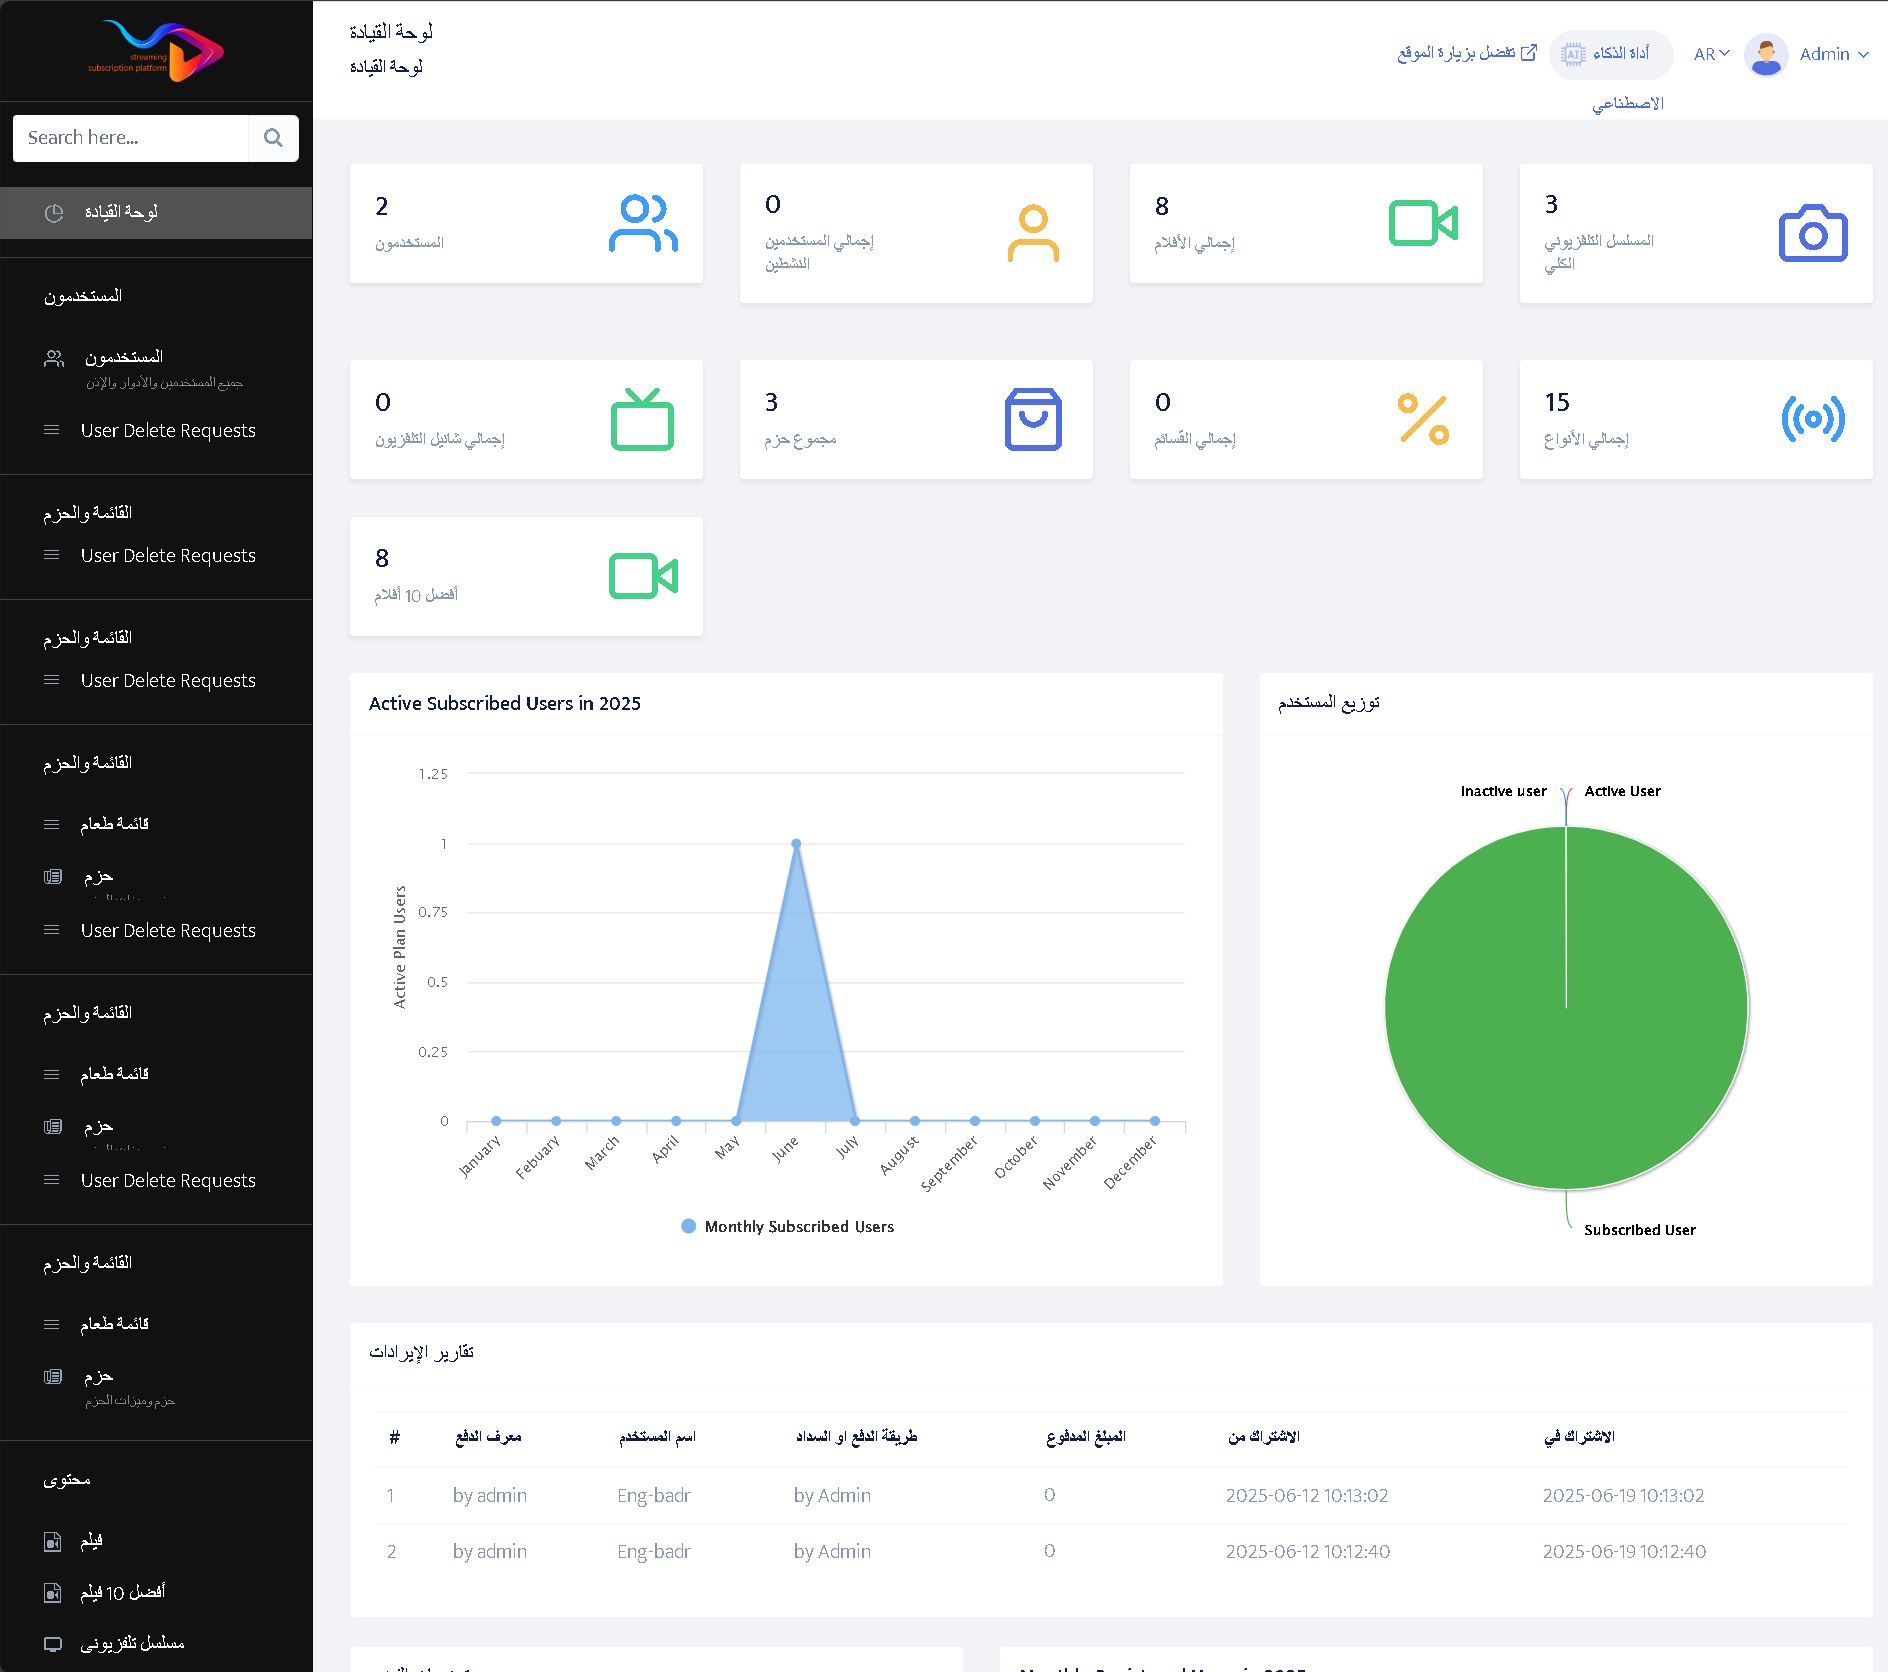 streaming
subscription platform
Search here...
لوحة القيادة
المستخدمون
المستخدمون
جميع المستخدمين والأدوار والإذن
User Delete Requests
القائمة والحزم
User Delete Requests
القائمة والحزم
User Delete Requests
القائمة والحزم
قائمة طعام
حزم
User Delete Requests
القائمة والحزم
قائمة طعام
حزم
User Delete Requests
القائمة والحزم
قائمة طعام
حزم
حزم وميزات الحزم
محتوى
فيلم
أفضل 10 فيلم
مسلسل تلفزيوني
لوحة القيادة
لوحة القيادة
تفضل بزيارة الموقع
أداة الذكاء
الاصطناعي
AI
AR
Admin
2
المستخدمون
0
إجمالي المستخدمين
النشطين
8
إجمالي الأفلام
3
المسلسل التلفزيوني
الكلي
0
إجمالي شانيل التلفزيون
3
مجموع حزم
0
إجمالي القسائم
15
إجمالي الأنواع
8
أفضل 10 أفلام
Active Subscribed Users in 2025
Active Plan Users
1.25
1
0.75
0.5
0.25
0
January
Febuary
March
April
May
June
July
August
September
October
November
December
Monthly Subscribed Users
توزيع المستخدم
Inactive user
Active User
Subscribed User
تقارير الإيرادات
# معرف الدفع اسم المستخدم طريقة الدفع او السداد المبلغ المدفوع الاشتراك من الاشتراك في
1 by admin Eng-badr by Admin 0 2025-06-12 10:13:02 2025-06-19 10:13:02
2 by admin Eng-badr by Admin 0 2025-06-12 10:12:40 2025-06-19 10:12:40